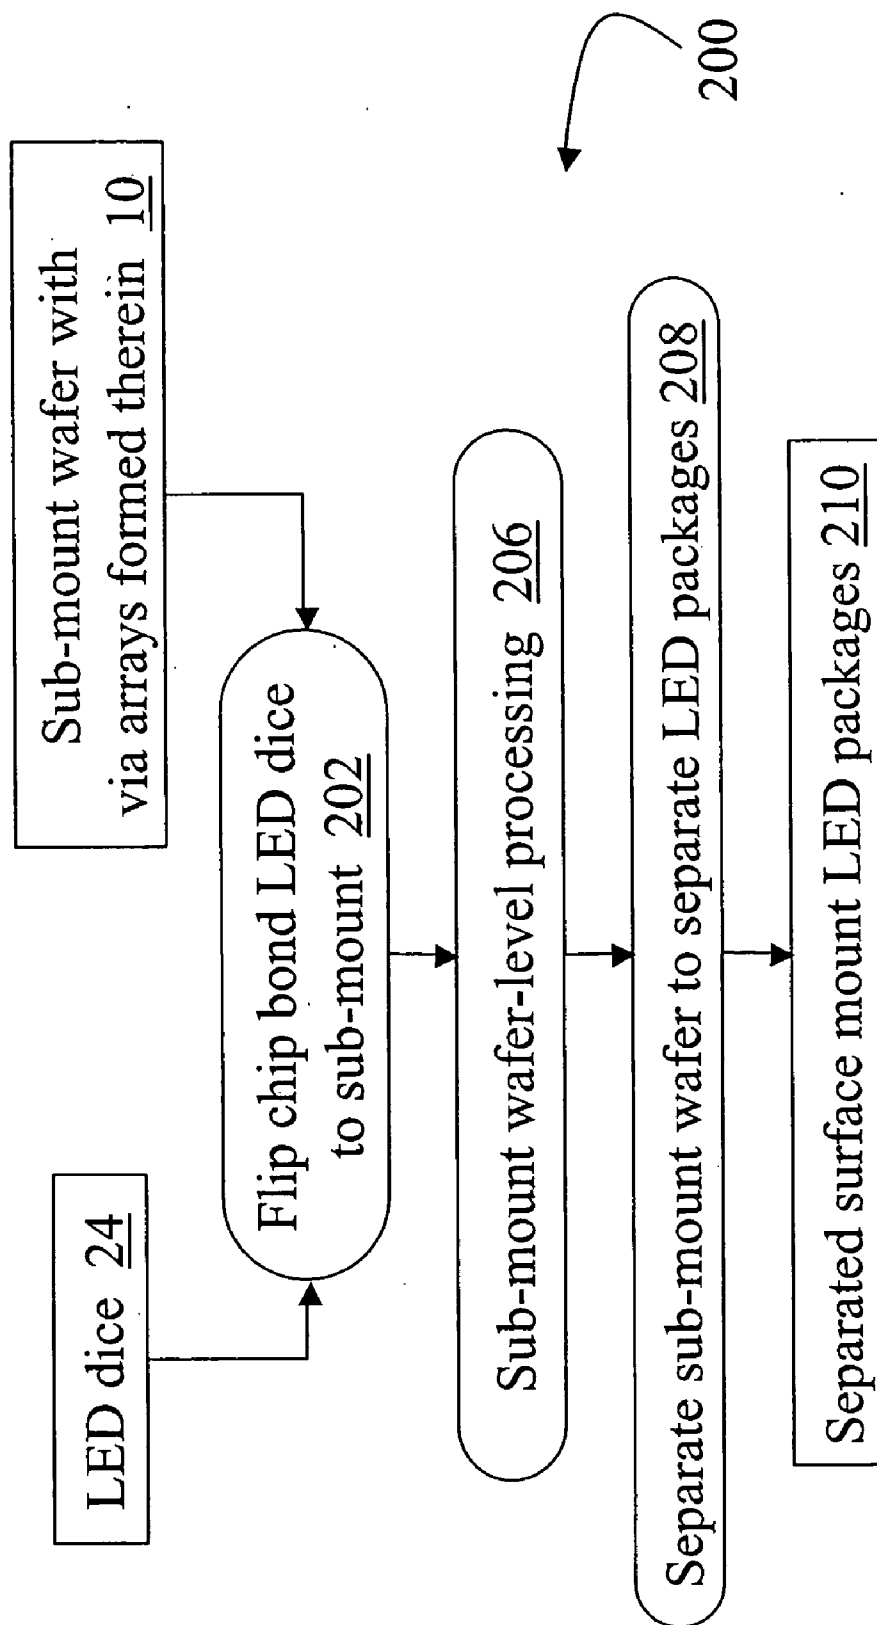 LED dice 24
Sub-mount wafer with
via arrays formed therein 10
Flip chip bond LED dice
to sub-mount 202
Sub-mount wafer-level processing 206
Separate sub-mount wafer to separate LED packages 208
Separated surface mount LED packages 210
200